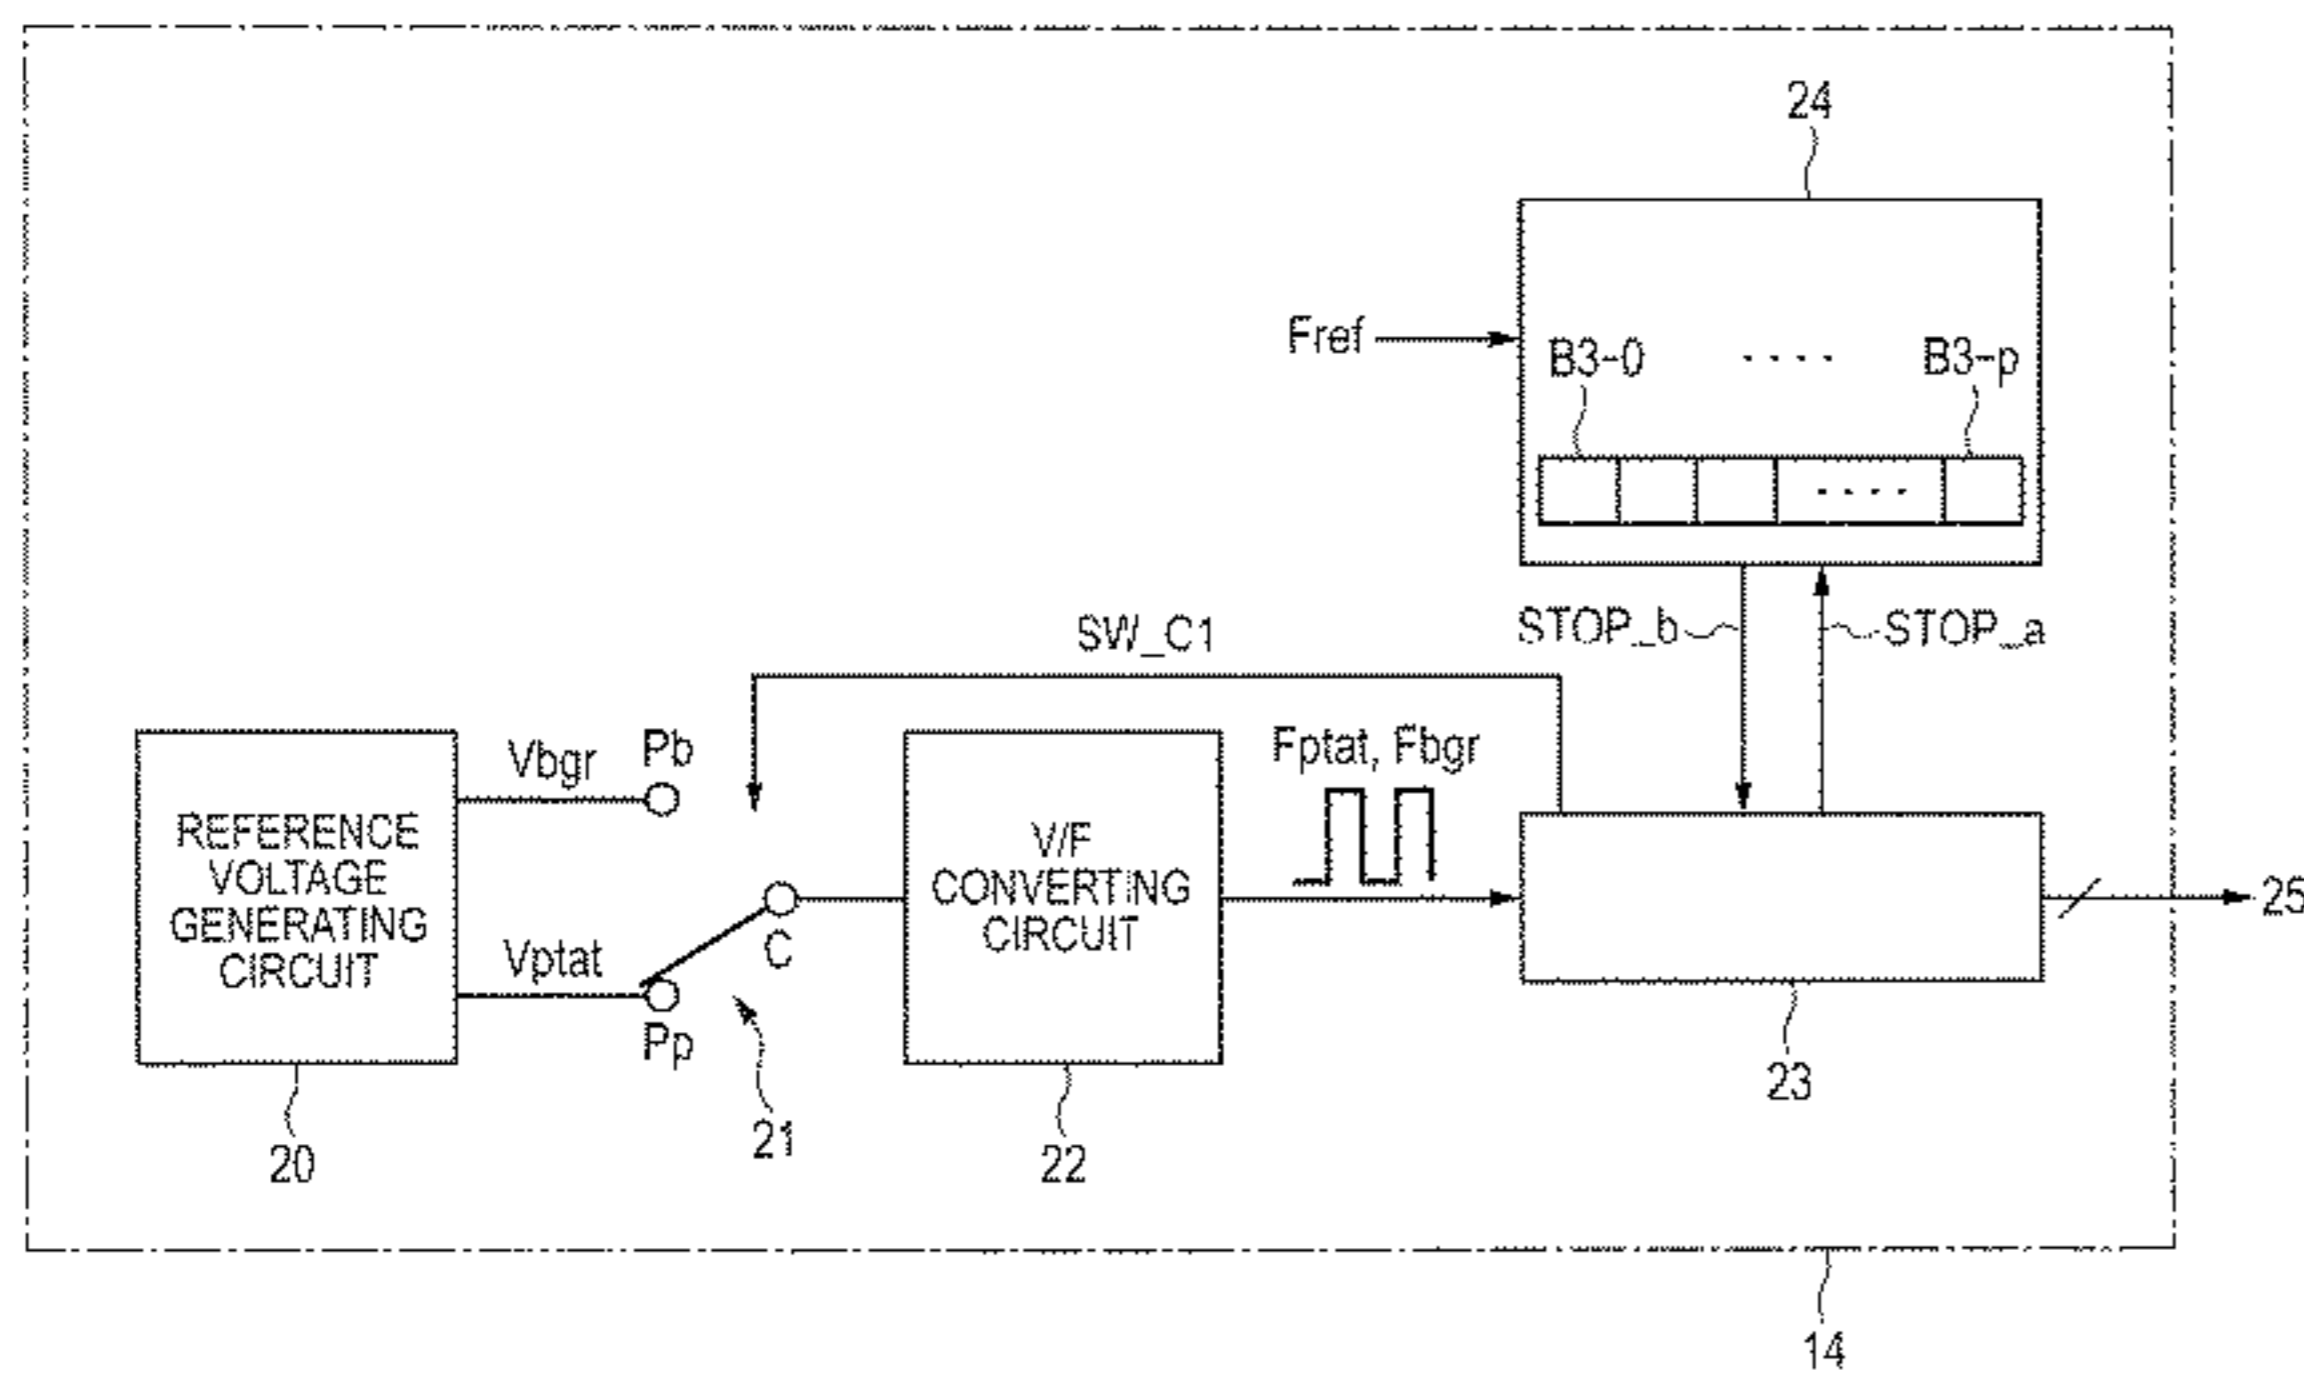 24
Fref
B3-0
....
B3-p
....
STOP_b
STOP_a
SW_C1
Vbgr
Pb
Fptat, Fbgr
REFERENCE
VOLTAGE
GENERATING
CIRCUIT
V/F
CONVERTING
CIRCUIT
25
Vptat
C
Pp
23
21
20
22
14